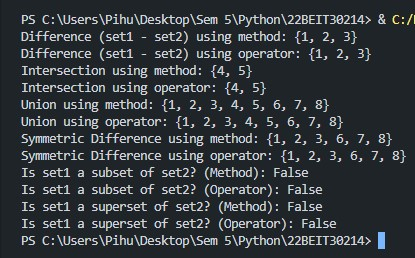 PS C:\Users\Pihu\Desktop\Sem 5\Python\22BEIT30214> & C:/
Difference (set1 - set2) using method: {1, 2, 3}
Difference (set1 - set2) using operator: {1, 2, 3}
Intersection using method: {4, 5}
Intersection using operator: {4, 5}
Union using method: {1, 2, 3, 4, 5, 6, 7, 8}
Union using operator: {1, 2, 3, 4, 5, 6, 7, 8}
Symmetric Difference using method: {1, 2, 3, 6, 7, 8}
Symmetric Difference using operator: {1, 2, 3, 6, 7, 8}
Is set1 a subset of set2? (Method): False
Is set1 a subset of set2? (Operator): False
Is set1 a superset of set2? (Method): False
Is set1 a superset of set2? (Operator): False
PS C:\Users\Pihu\Desktop\Sem 5\Python\22BEIT30214>